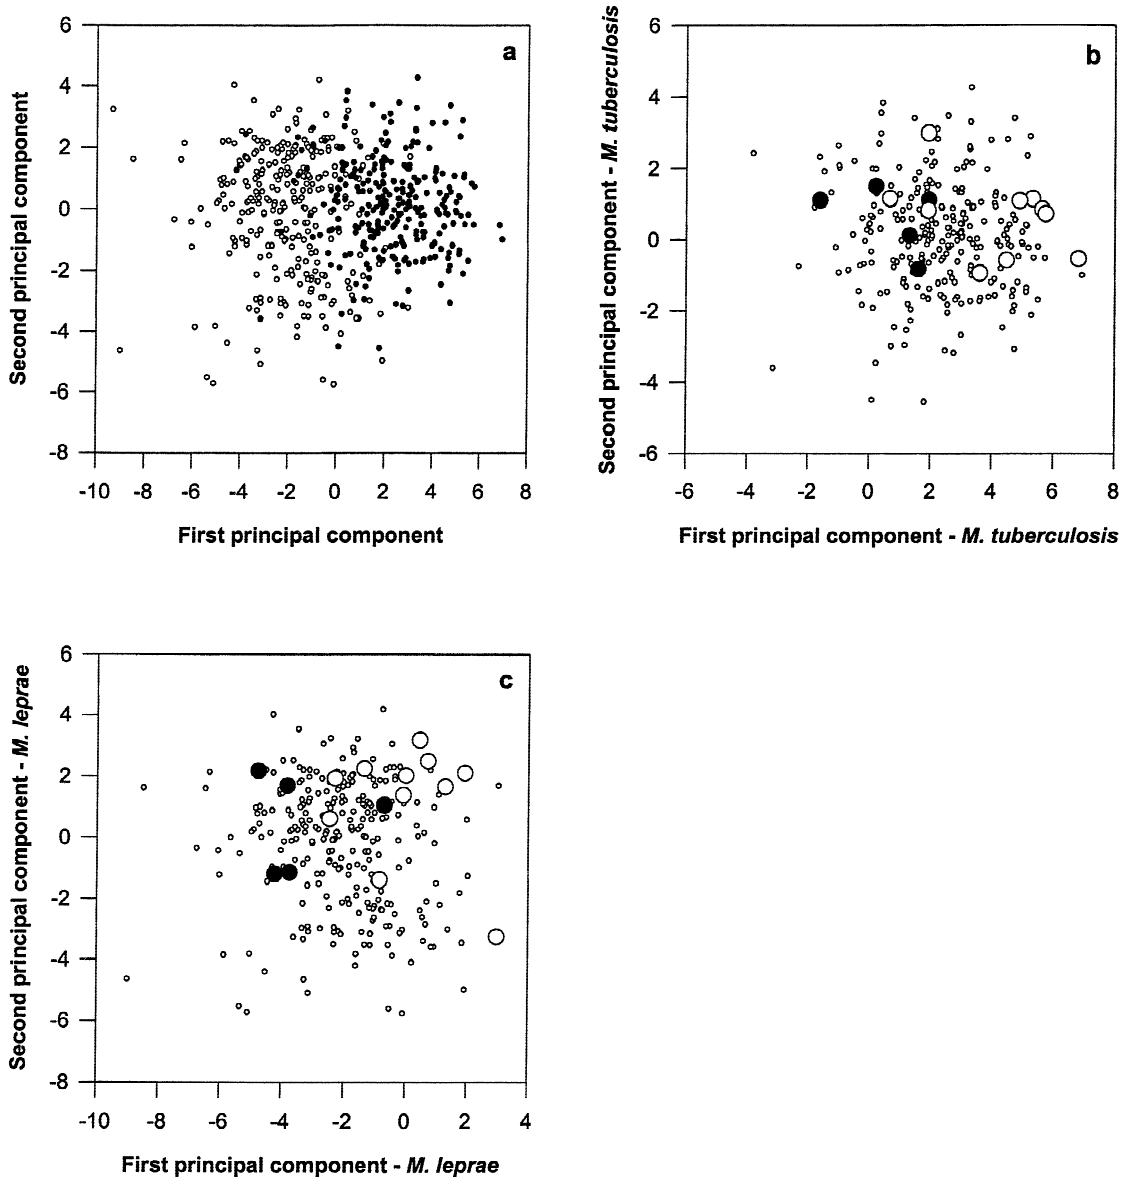 a
6
4
2
0
-2
-4
-6
-8
Second principal component
-10 -8 -6 -4 -2 0 2 4 6 8
First principal component
b
6
4
2
0
-2
-4
-6
Second principal component - M. tuberculosis
-6 -4 -2 0 2 4 6 8
First principal component - M. tuberculosis
c
6
4
2
0
-2
-4
-6
-8
Second principal component - M. leprae
-10 -8 -6 -4 -2 0 2 4
First principal component - M. leprae